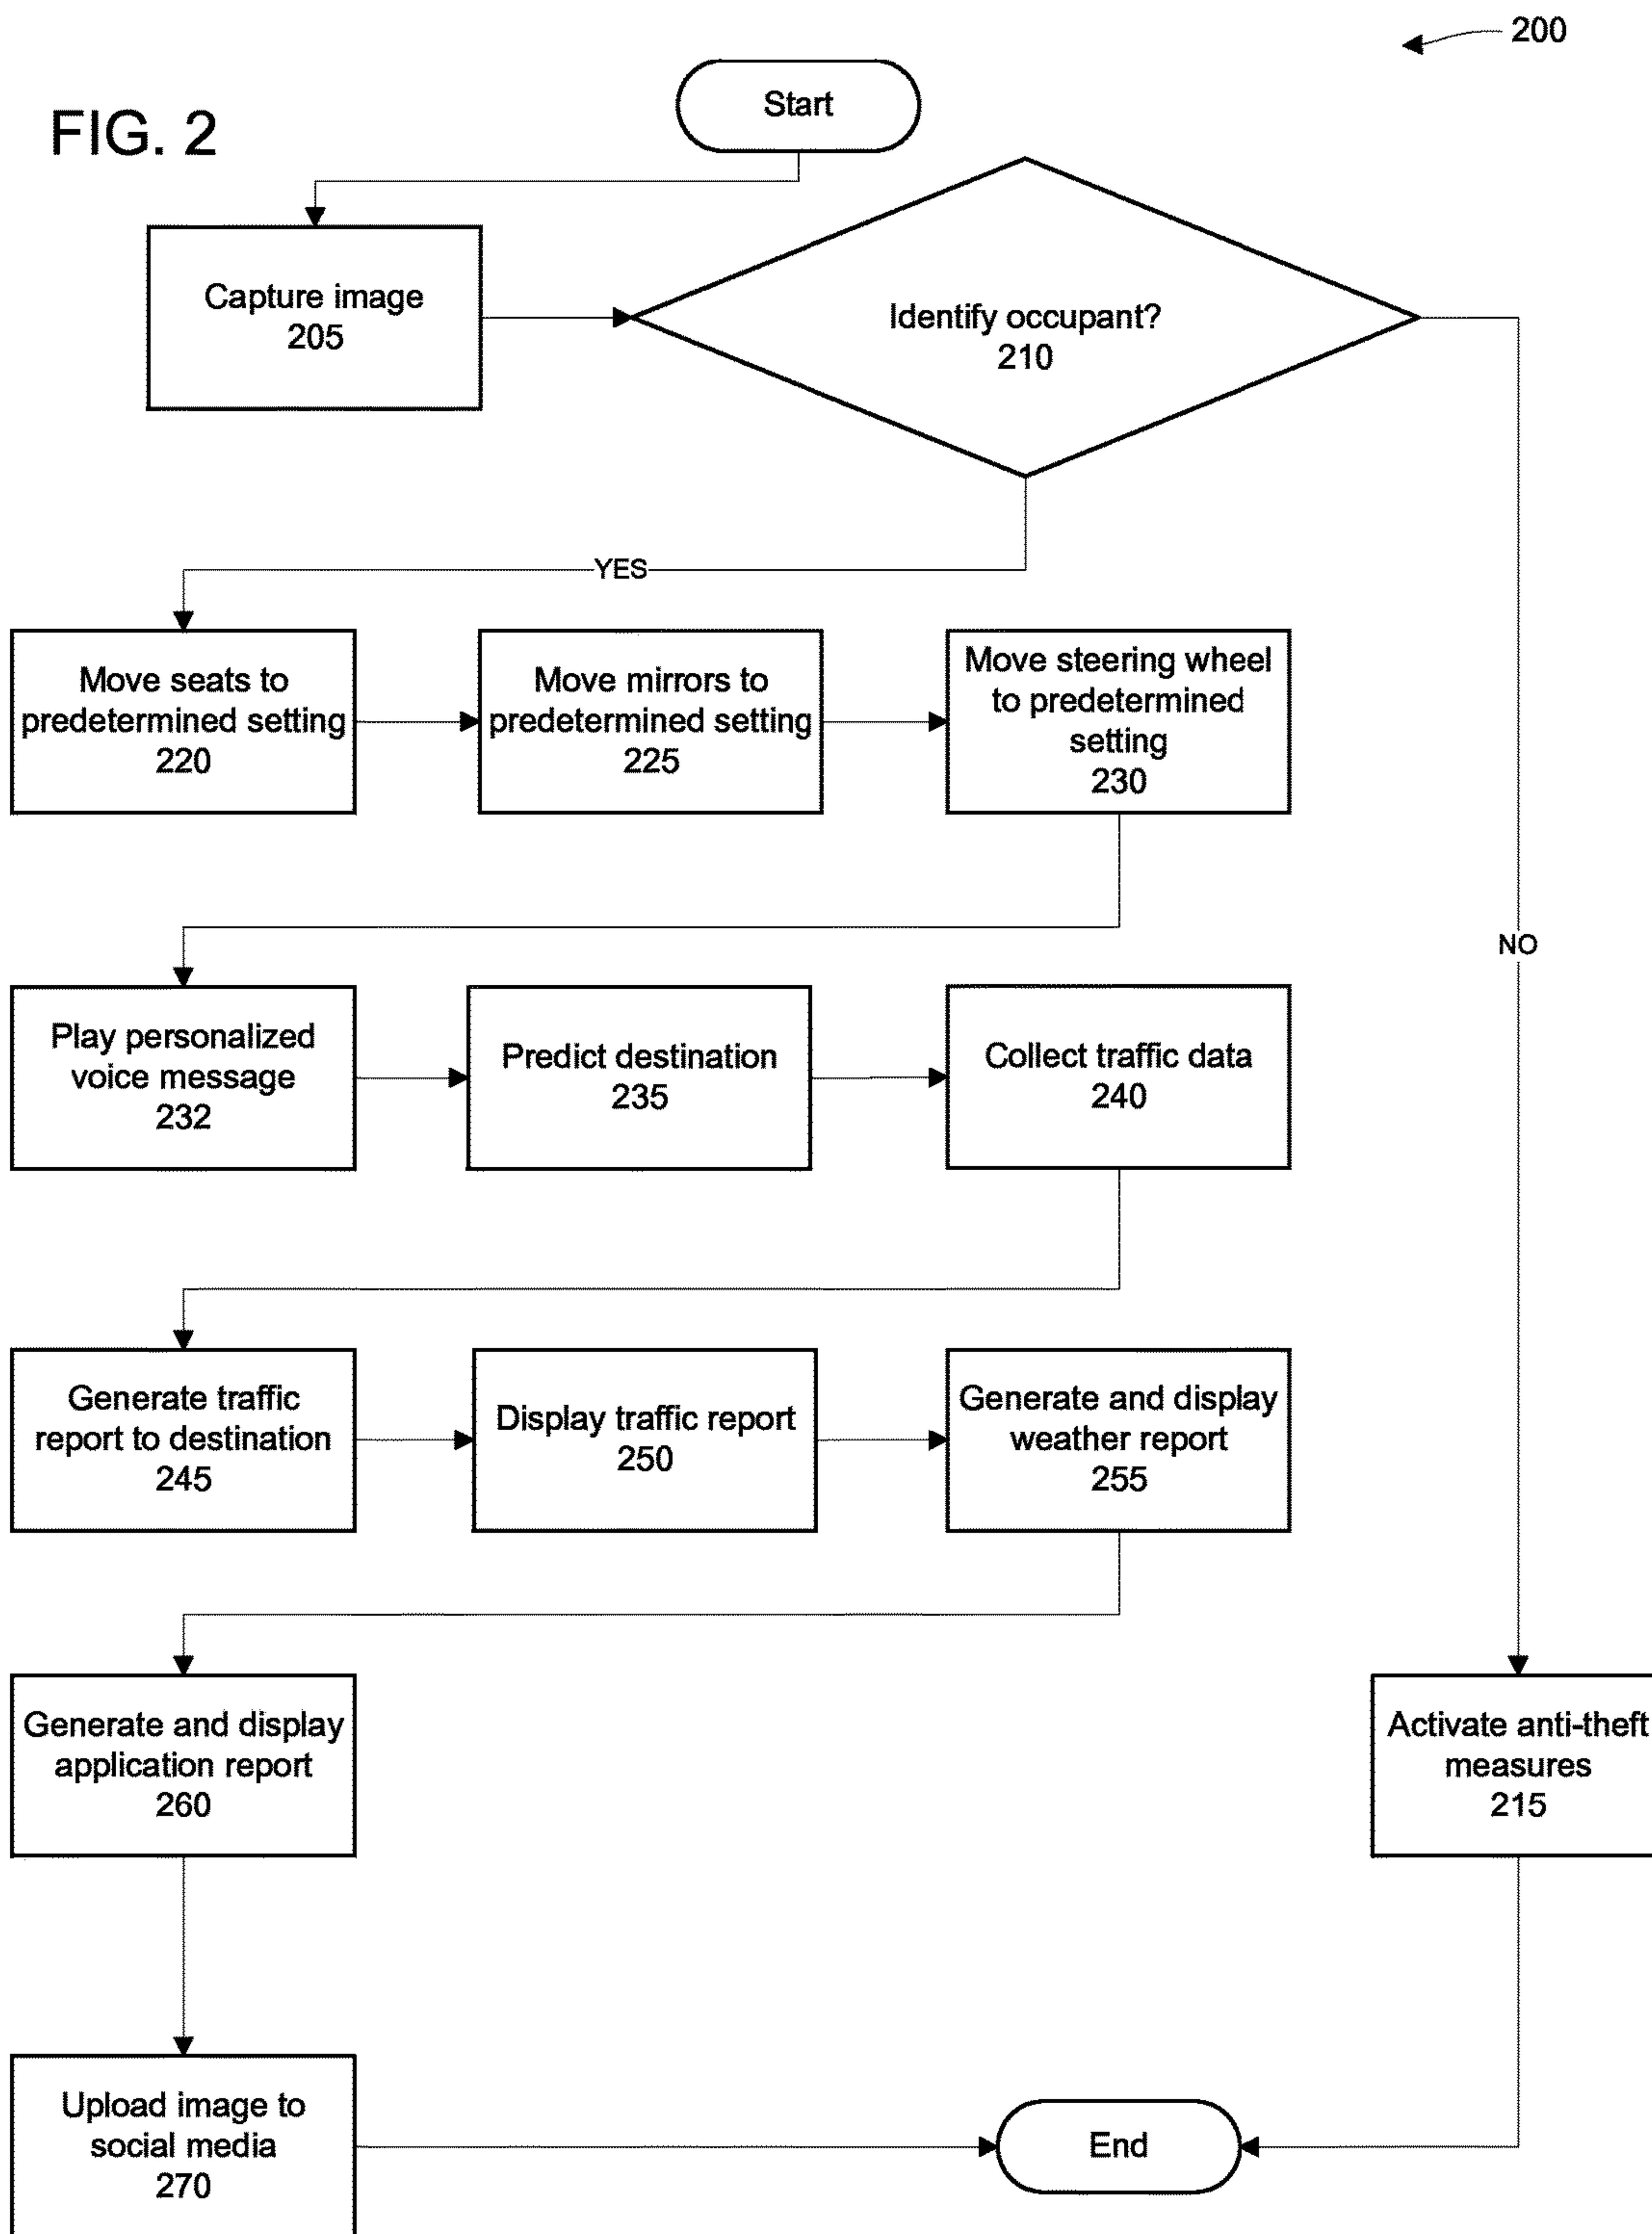 200
Start
FIG. 2
Capture image
205
Identify occupant?
210
YES
Move seats to
predetermined setting
220
Move mirrors to
predetermined setting
225
Move steering wheel
to predetermined
setting
230
NO
Play personalized
voice message
232
Predict destination
235
Collect traffic data
240
Generate traffic
report to destination
245
Display traffic report
250
Generate and display
weather report
255
Generate and display
application report
260
Activate anti-theft
measures
215
Upload image to
social media
270
End